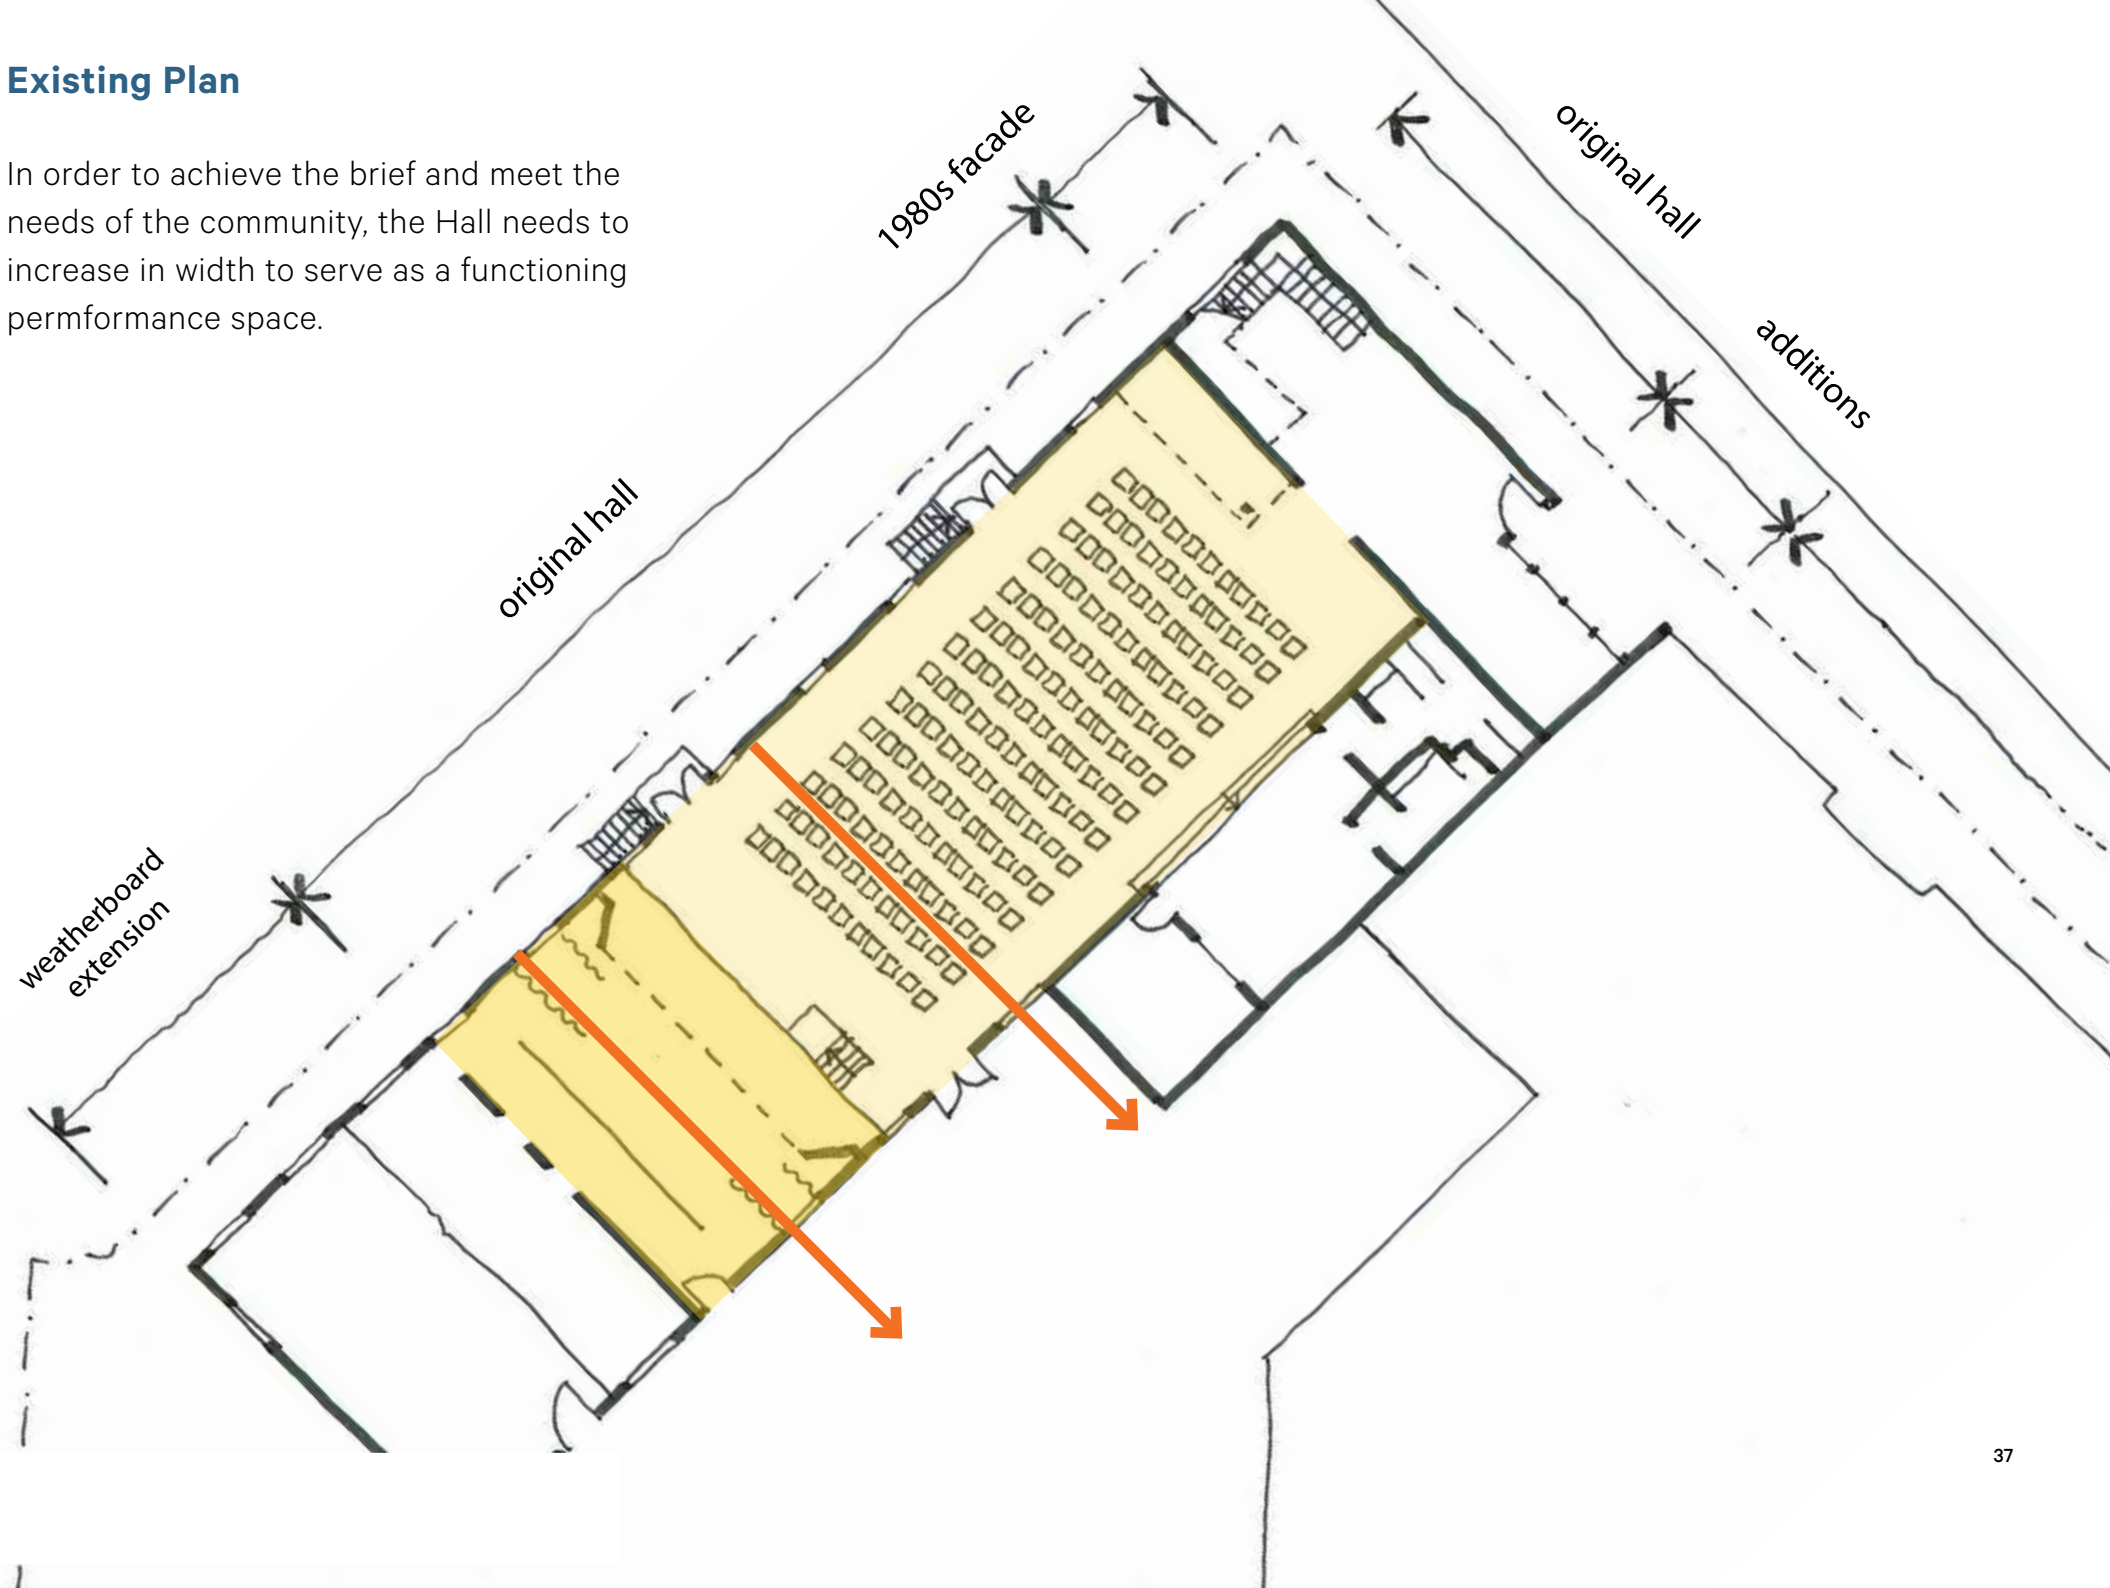 Existing Plan
In order to achieve the brief and meet the
needs of the community, the Hall needs to
increase in width to serve as a functioning
permformance space.
1980s facade
original hall
additions
original hall
weatherboard
extension
37